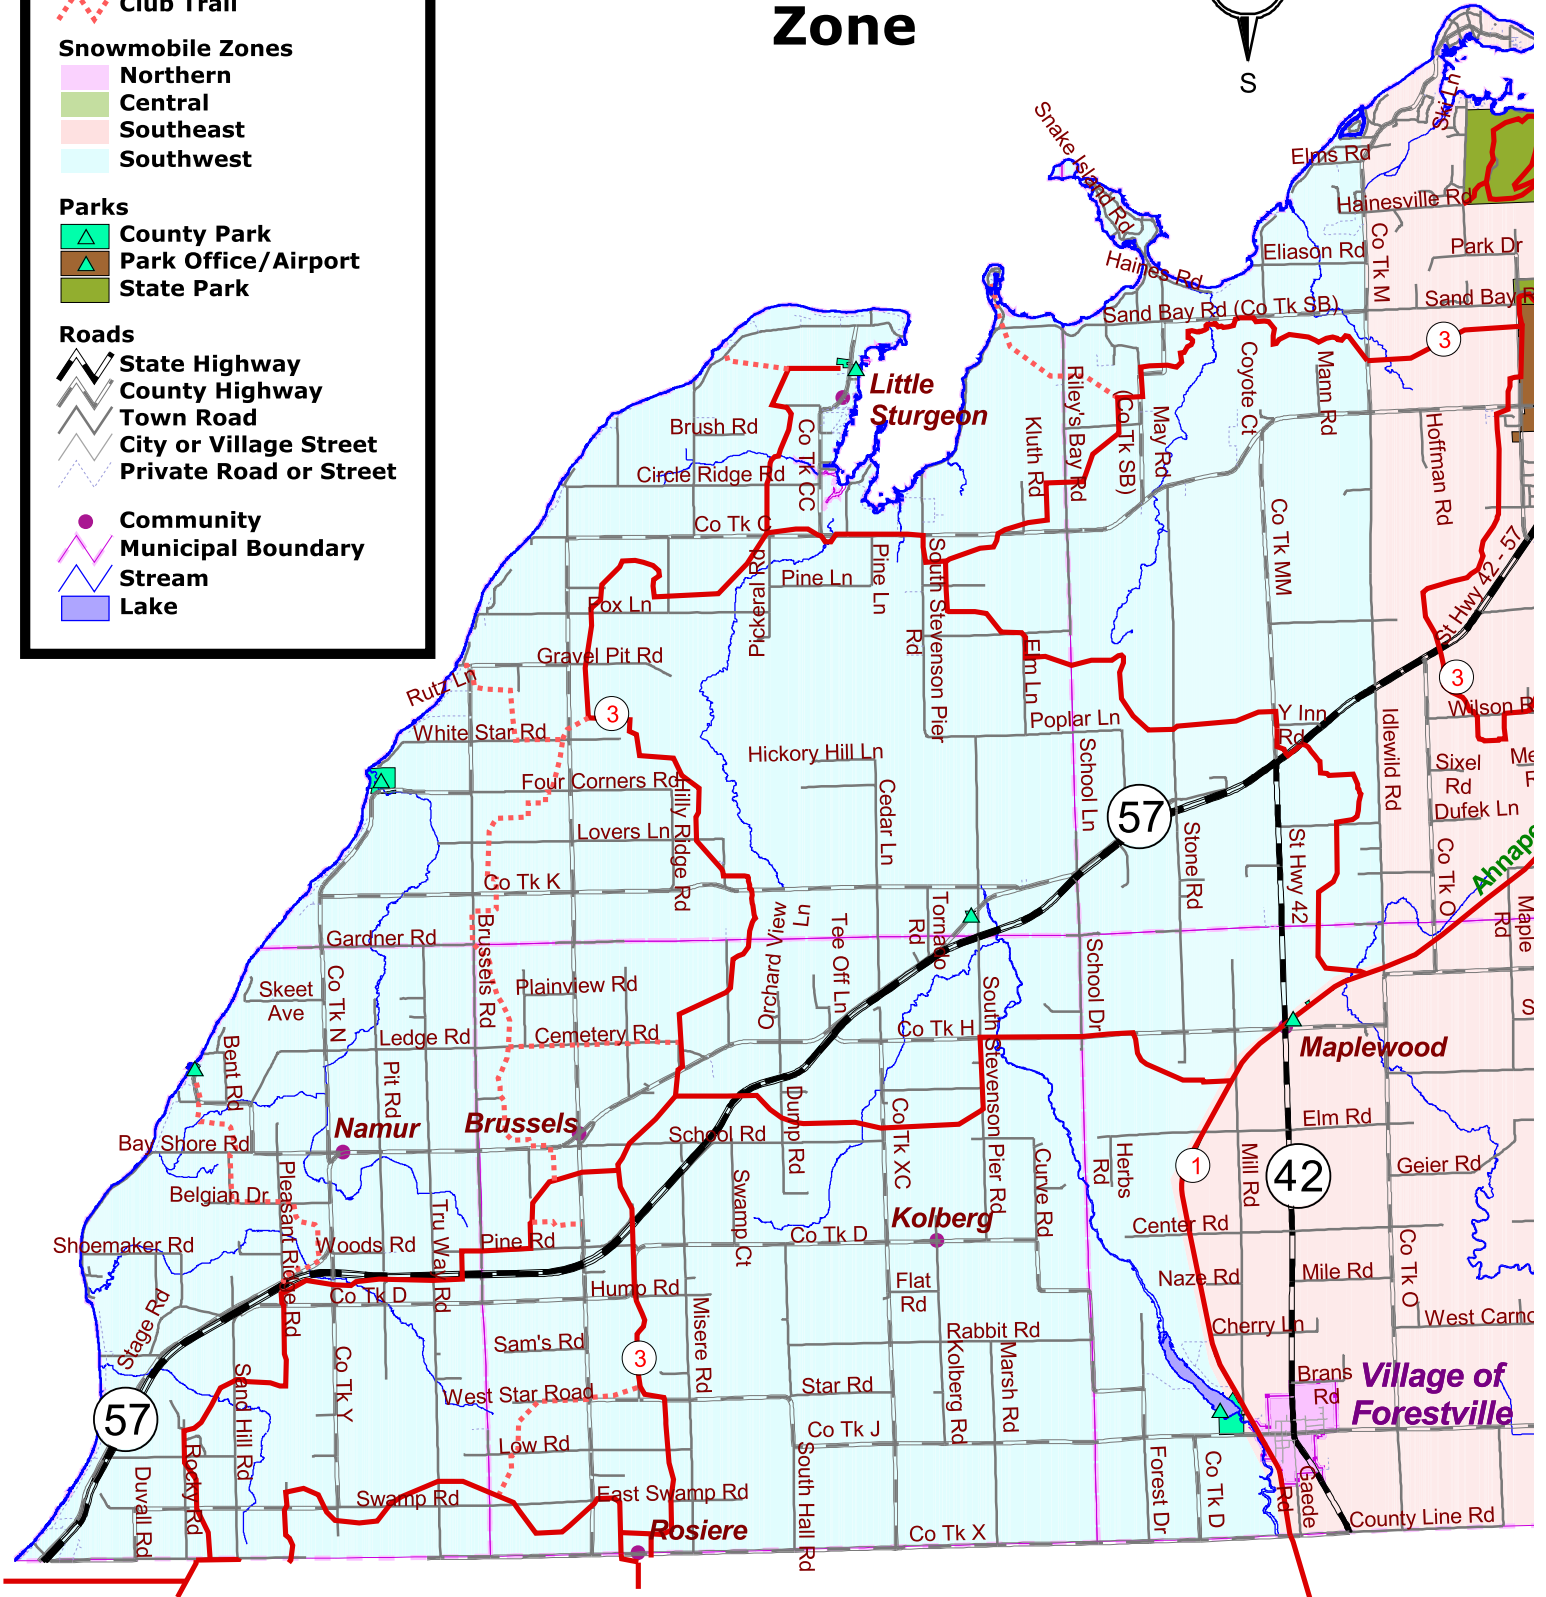 Club Trail
Zone
S
Snowmobile Zones
Northern
Central
Southeast
Southwest
Parks
County Park
Park Office/Airport
State Park
Roads
State Highway
County Highway
Town Road
City or Village Street
Private Road or Street
Community
Municipal Boundary
Stream
Lake
Snake Island Rd
Ski Ln
Elms Rd
Hainesville Rd
Haines Rd
Eliason Rd
Co Tk M
Park Dr
Sand Bay Rd (Co Tk SB)
Sand Bay R
3
Little
Sturgeon
Brush Rd
Co Tk CC
Circle Ridge Rd
Kluth Rd
Riley's Bay Rd
(Co Tk SB)
May Rd
Coyote Ct
Mann Rd
Hoffman Rd
Co Tk C
Co Tk MM
St Hwy 42 - 57
Pickeral Rd
Pine Ln
Pine Ln
South Stevenson Pier
Rd
Fox Ln
Gravel Pit Rd
Rutz Ln
Elm Ln
3
3
White Star Rd
Poplar Ln
Y Inn
Rd
Idlewild Rd
Wilson R
Hickory Hill Ln
School Ln
Four Corners Rd
Hilly Ridge Rd
Cedar Ln
Sixel
Rd
Me
F
Dufek Ln
57
Lovers Ln
Stone Rd
St Hwy 42
Co Tk O
Ahnape
Co Tk K
Brussels Rd
Orchard View
Ln
Tee Off Ln
Tornado
Rd
Maple
Rd
Gardner Rd
School Dr
Co Tk N
Skeet
Ave
Plainview Rd
South Stevenson Pier Rd
S
Ledge Rd
Cemetery Rd
Co Tk H
Maplewood
Bent Rd
Pit Rd
Namur
Brussels
School Rd
Dump Rd
Co Tk XC
Elm Rd
Bay Shore Rd
1
42
Mill Rd
Geier Rd
Herbs
Rd
Curve Rd
Belgian Dr
Pleasant Ridge Rd
Tru Way Rd
Swamp Ct
Kolberg
Center Rd
Shoemaker Rd
Woods Rd
Pine Rd
Co Tk D
Co Tk O
Flat
Rd
Naze Rd
Mile Rd
Co Tk D
Hump Rd
Stage Rd
Misere Rd
Rabbit Rd
Cherry Ln
West Carno
Sam's Rd
3
Co Tk Y
Sand Hill Rd
Kolberg Rd
Marsh Rd
Brans
Rd
Village of
Forestville
West Star Road
Star Rd
57
Low Rd
Co Tk J
Duvall Rd
Rocky Rd
South Hall Rd
Forest Dr
Co Tk D
Gaede
Rd
Swamp Rd
East Swamp Rd
Rosiere
Co Tk X
County Line Rd